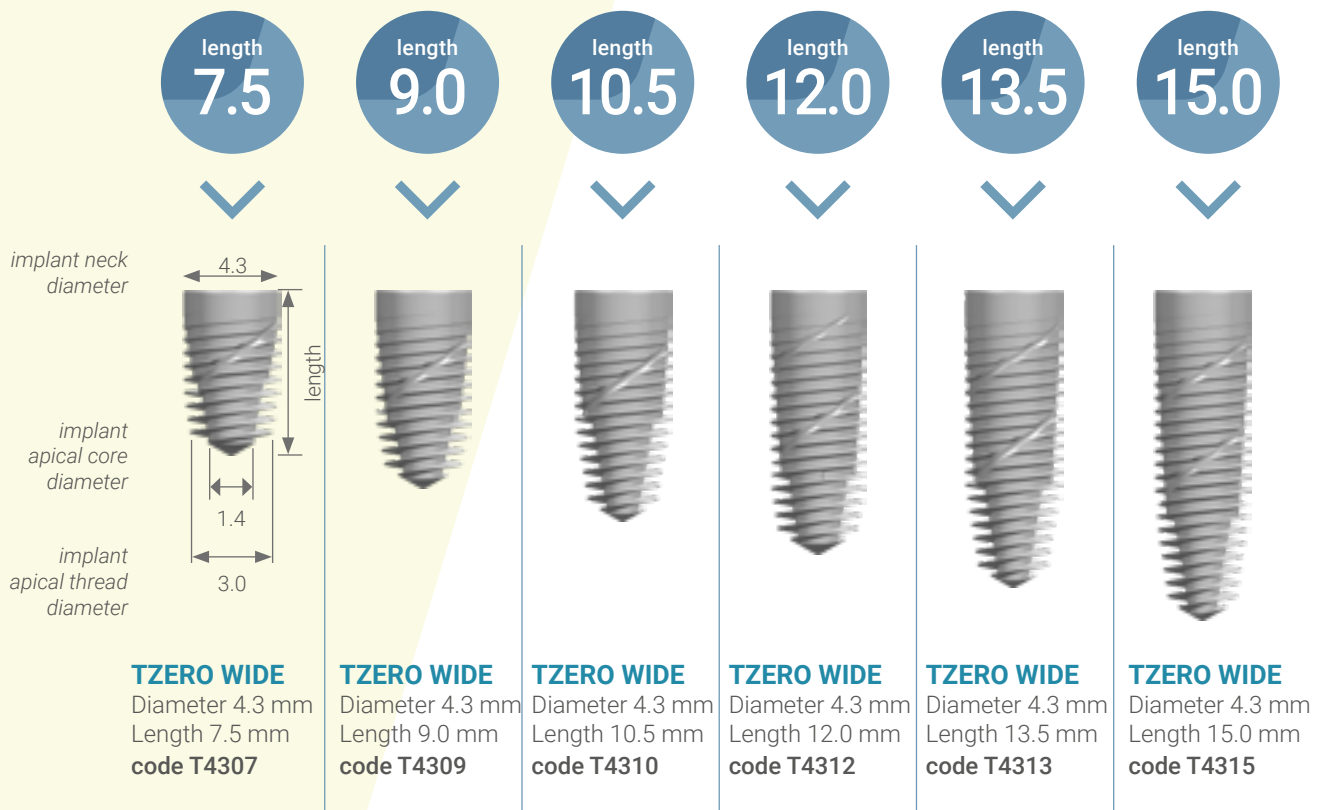 length
7.5
length
9.0
length
10.5
length
12.0
length
13.5
length
15.0
implant neck
diameter
4.3
length
implant
apical core
diameter
1.4
implant
apical thread
diameter
3.0
TZERO WIDE
Diameter 4.3 mm
Length 7.5 mm
code T4307
TZERO WIDE
Diameter 4.3 mm
Length 9.0 mm
code T4309
TZERO WIDE
Diameter 4.3 mm
Length 10.5 mm
code T4310
TZERO WIDE
Diameter 4.3 mm
Length 12.0 mm
code T4312
TZERO WIDE
Diameter 4.3 mm
Length 13.5 mm
code T4313
TZERO WIDE
Diameter 4.3 mm
Length 15.0 mm
code T4315